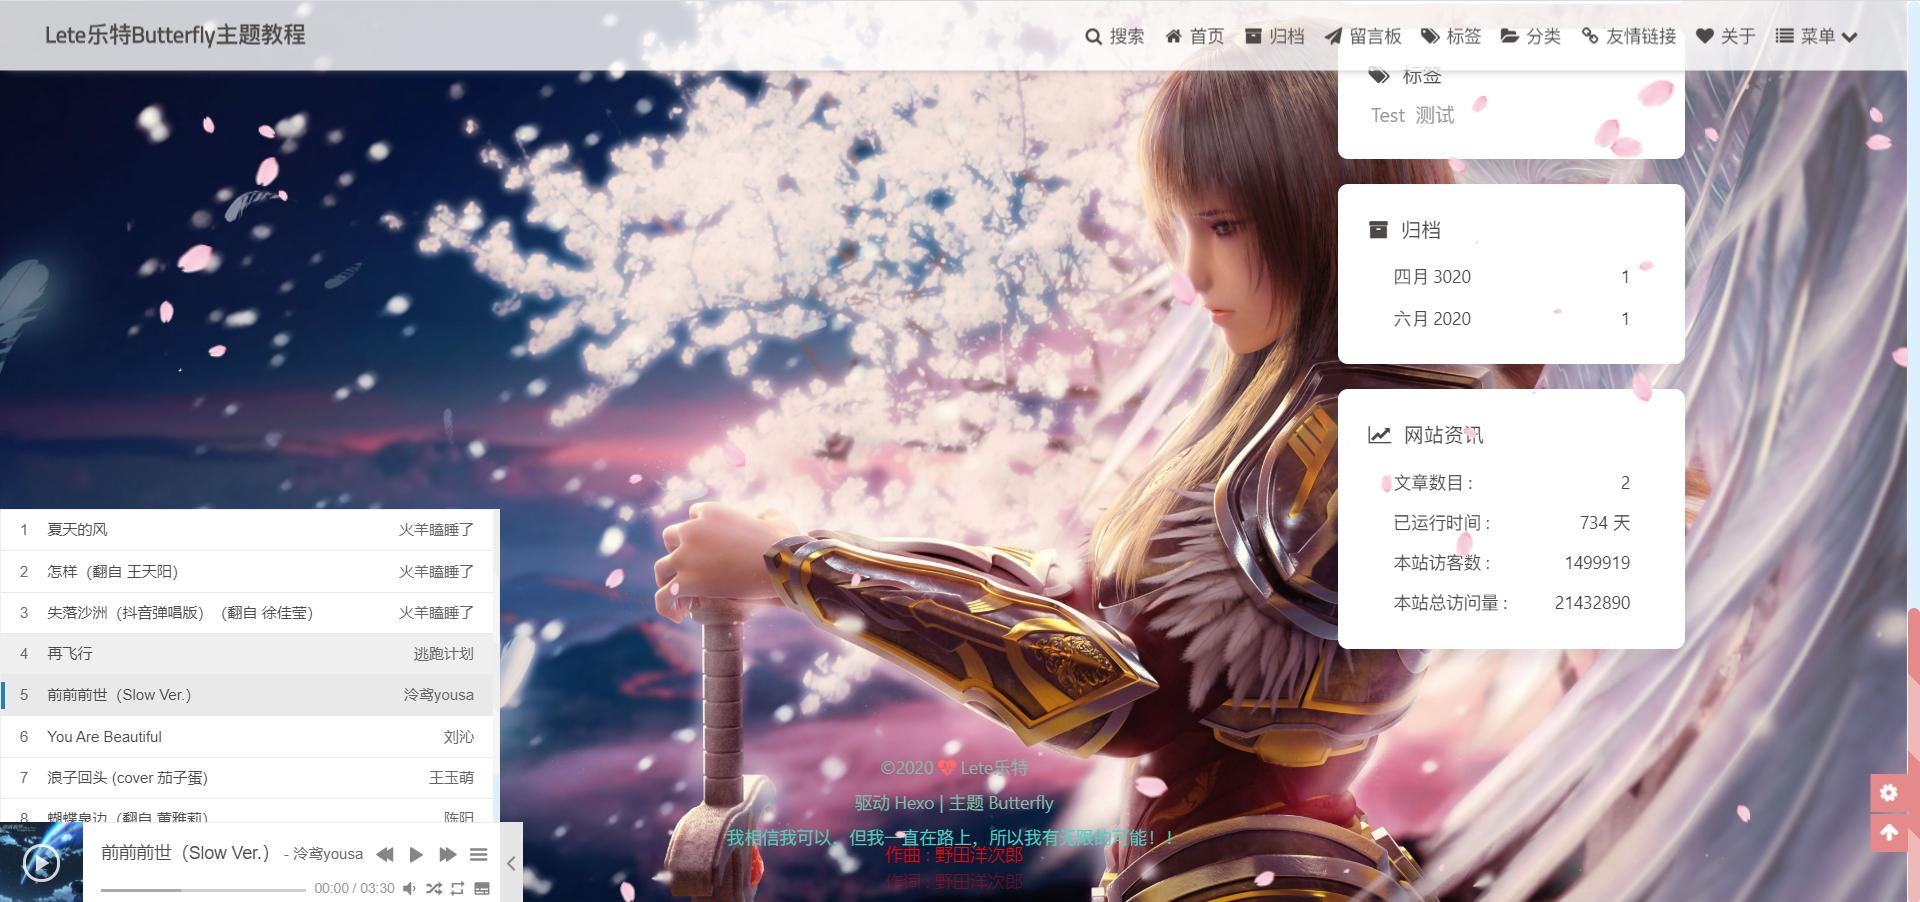 Lete乐特Butterfly主题教程
搜索 首页 归档 留言板 标签 分类 友情链接 关于 菜单
标签
Test 测试
归档
四月 3020 1
六月 2020 1
网站资讯
文章数目 : 2
已运行时间 : 734 天
本站访客数 : 1499919
本站总访问量 : 21432890
1 夏天的风 火羊瞌睡了
2 怎样（翻自 王天阳） 火羊瞌睡了
3 失落沙洲（抖音弹唱版）（翻自 徐佳莹） 火羊瞌睡了
4 再飞行 逃跑计划
5 前前前世（Slow Ver.） 泠鸢yousa
6 You Are Beautiful 刘沁
7 浪子回头 (cover 茄子蛋) 王玉萌
8 蝴蝶泉边（翻自 黄雅莉） 陈阳
前前前世（Slow Ver.） - 泠鸢yousa
00:00 / 03:30
©2020 Lete乐特
驱动 Hexo | 主题 Butterfly
我相信我可以，但我一直在路上，所以我有无限的可能！！
作曲 : 野田洋次郎
作词 : 野田洋次郎